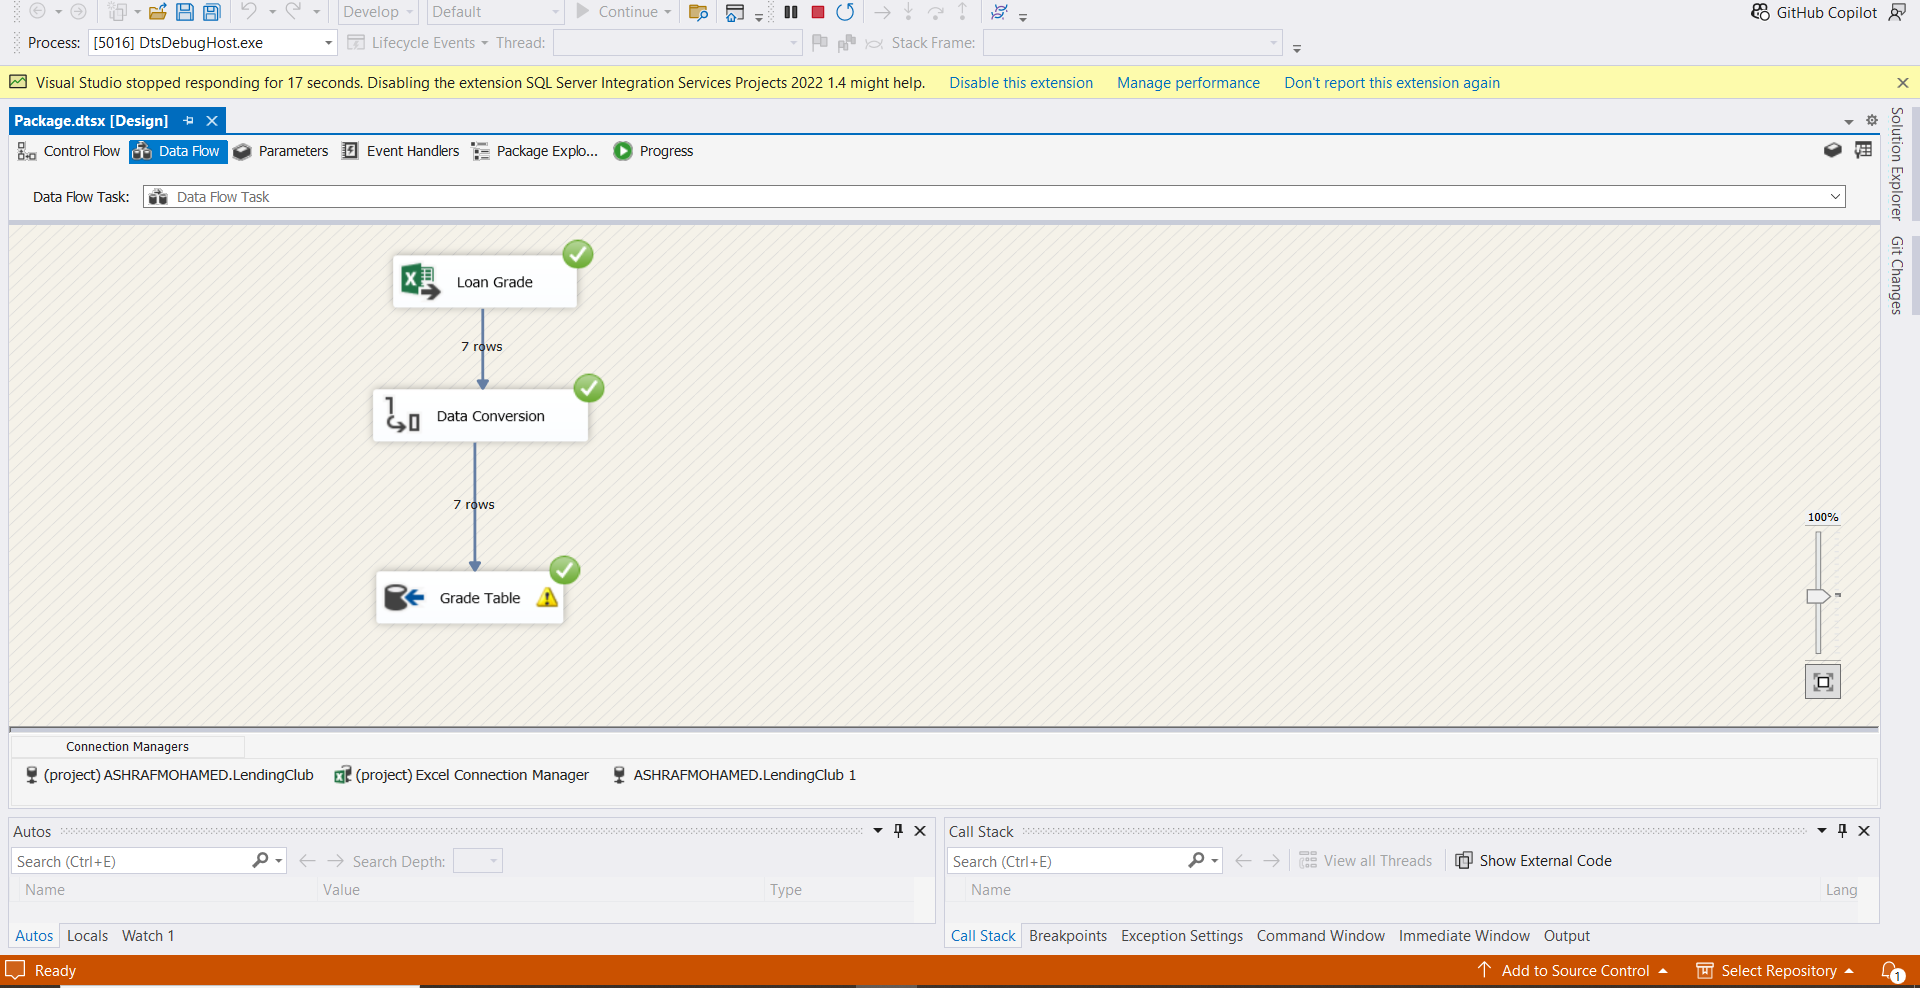 Develop Default Continue GitHub Copilot
Process: [5016] DtsDebugHost.exe Lifecycle Events Thread: Stack Frame:
Visual Studio stopped responding for 17 seconds. Disabling the extension SQL Server Integration Services Projects 2022 1.4 might help. Disable this extension Manage performance Don't report this extension again
Package.dtsx [Design]
Control Flow Data Flow Parameters Event Handlers Package Explo... Progress
Data Flow Task: Data Flow Task
Solution Explorer
Git Changes
Loan Grade
7 rows
Data Conversion
7 rows
Grade Table
100%
Connection Managers
(project) ASHRAFMOHAMED.LendingClub (project) Excel Connection Manager ASHRAFMOHAMED.LendingClub 1
Autos
Search (Ctrl+E) Search Depth:
Name Value Type
Autos Locals Watch 1
Call Stack
Search (Ctrl+E) View all Threads Show External Code
Name Lang
Call Stack Breakpoints Exception Settings Command Window Immediate Window Output
Ready Add to Source Control Select Repository 1